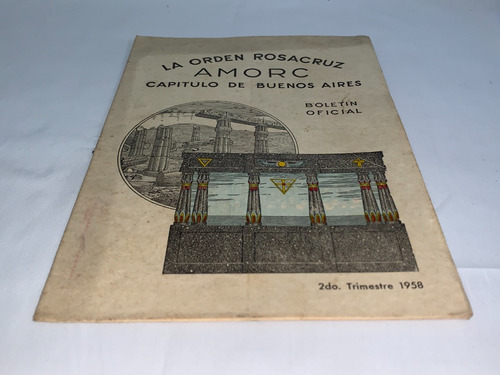 LA ORDEN ROSACRUZ
AMORC
CAPITULO DE BUENOS AIRES
BOLETIN
OFICIAL
2do. Trimestre 1958